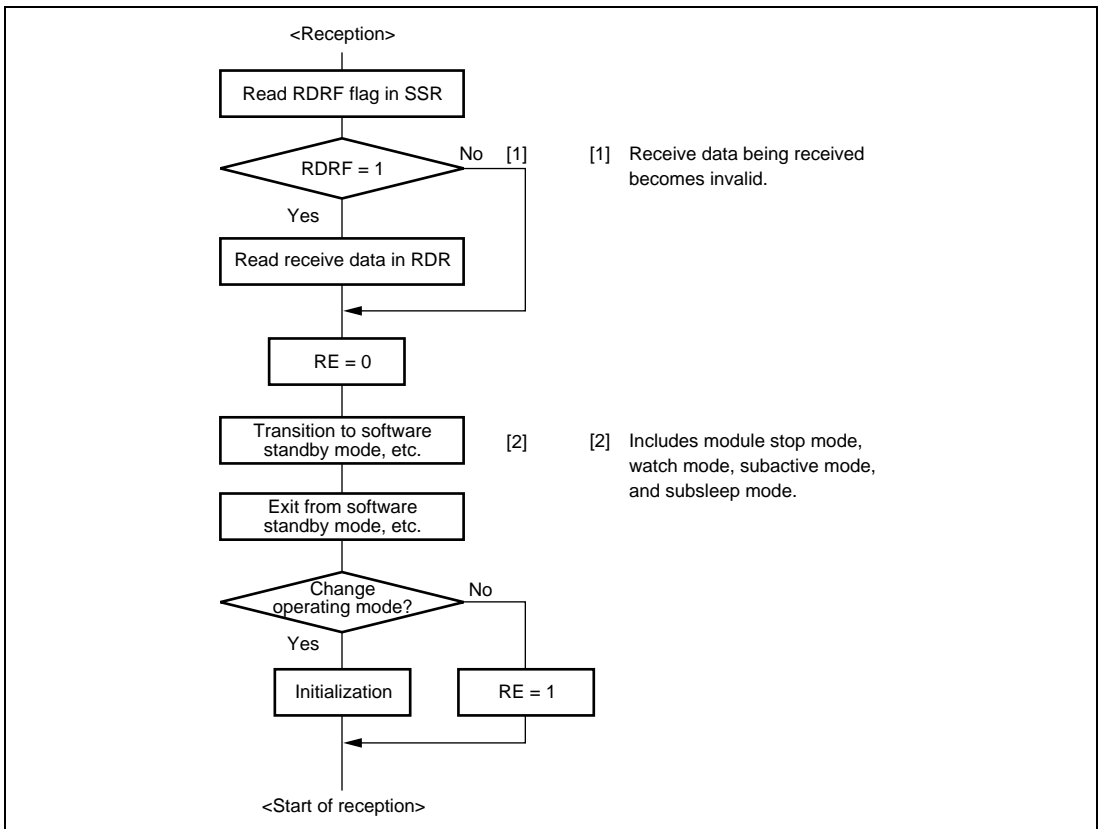 <Reception>
Read RDRF flag in SSR
RDRF = 1
No [1]
[1] Receive data being received
becomes invalid.
Yes
Read receive data in RDR
RE = 0
Transition to software
standby mode, etc.
[2]
[2] Includes module stop mode,
watch mode, subactive mode,
and subsleep mode.
Exit from software
standby mode, etc.
Change
operating mode?
No
Yes
Initialization
RE = 1
<Start of reception>